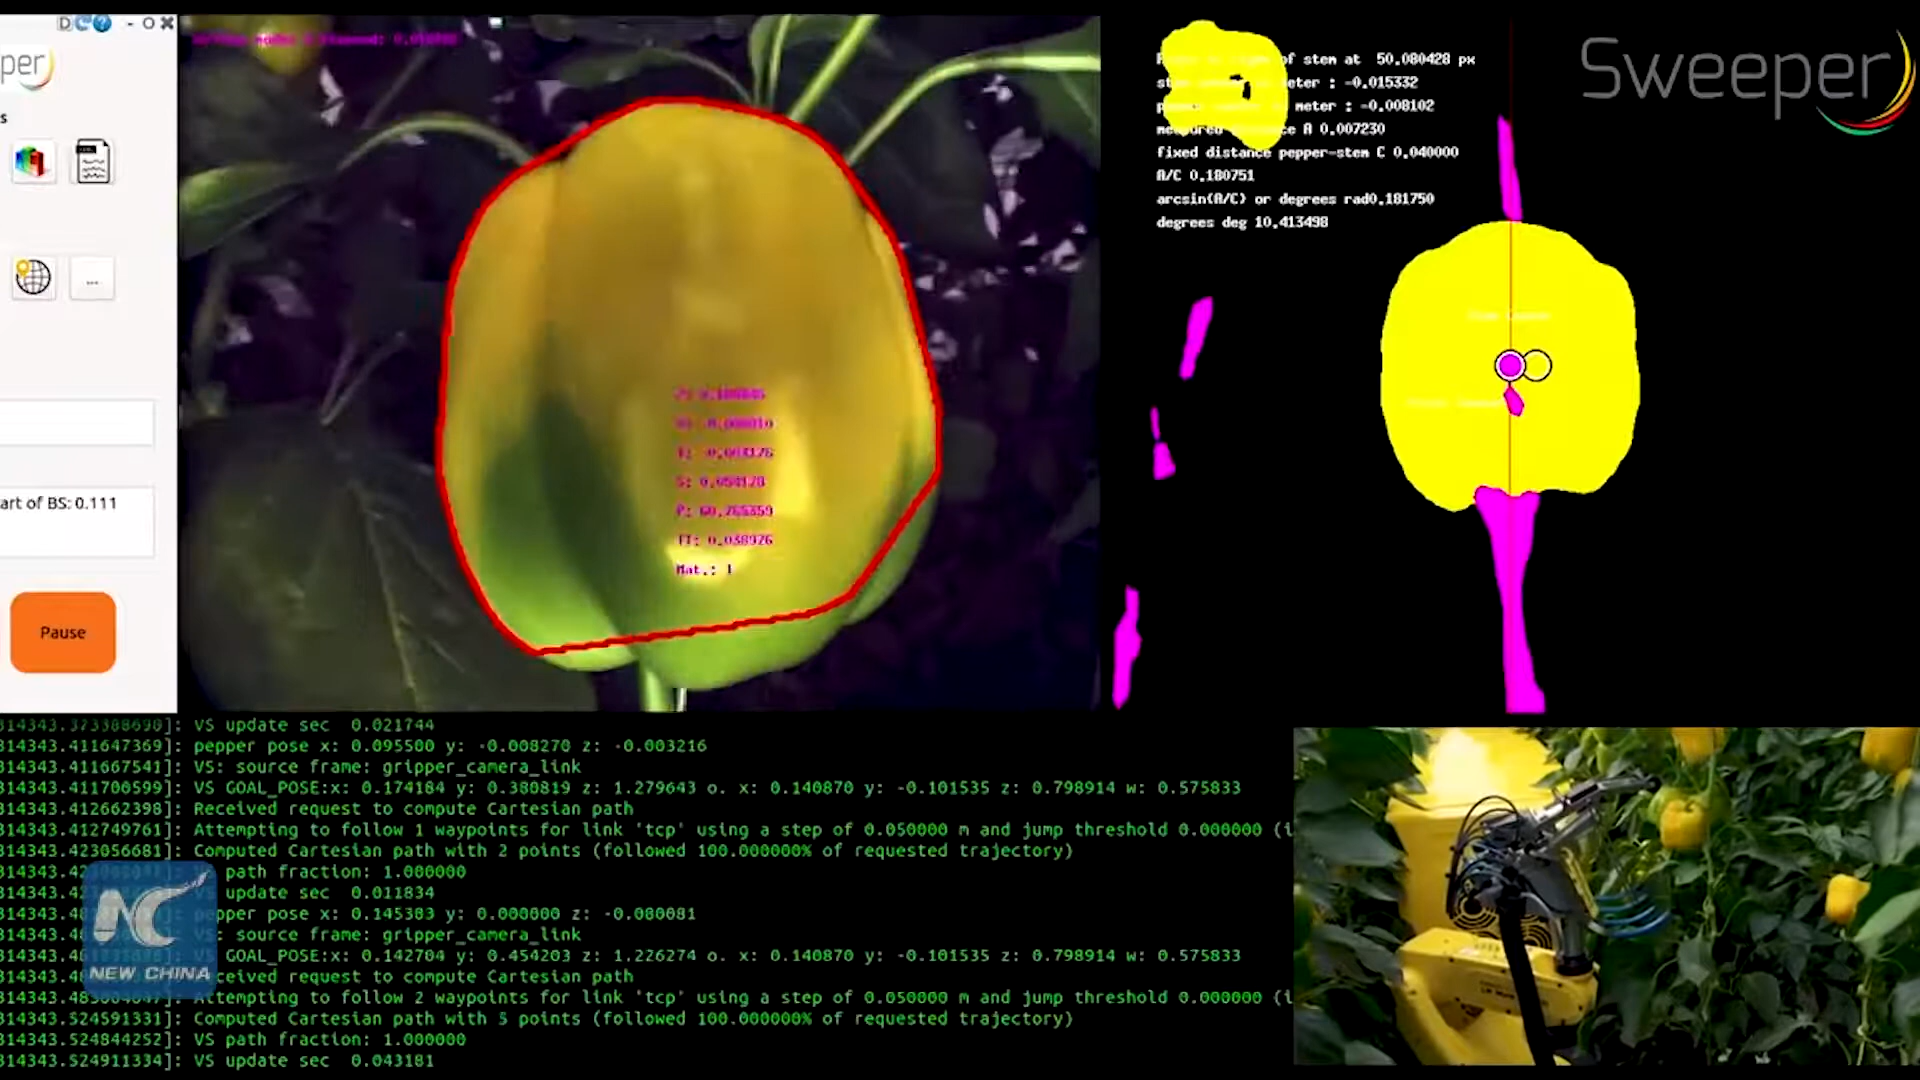 per
Sweeper
of stem at 50.080428 px
eter : -0.015332
meter : -0.008102
A 0.007230
fixed distance pepper-stem C 0.040000
A/C 0.180751
arcsin(A/C) or degrees rad0.181750
degrees deg 10.413498
...
art of BS: 0.111
Pause
Mat.: 1
VS update sec 0.021744
314343.411647369]: pepper pose x: 0.095500 y: -0.008270 z: -0.003216
314343.411667541]: VS: source frame: gripper_camera_link
314343.411706599]: VS GOAL_POSE:x: 0.174184 y: 0.380819 z: 1.279643 o. x: 0.140870 y: -0.101535 z: 0.798914 w: 0.575833
314343.412662398]: Received request to compute Cartesian path
314343.412749761]: Attempting to follow 1 waypoints for link 'tcp' using a step of 0.050000 m and jump threshold 0.000000 (i
314343.423056681]: Computed Cartesian path with 2 points (followed 100.000000% of requested trajectory)
path fraction: 1.000000
update sec 0.011834
pepper pose x: 0.145383 y: 0.000000 z: -0.080081
source frame: gripper_camera_link
GOAL_POSE:x: 0.142704 y: 0.454203 z: 1.226274 o. x: 0.140870 y: -0.101535 z: 0.798914 w: 0.575833
ceived request to compute Cartesian path
Attempting to follow 2 waypoints for link 'tcp' using a step of 0.050000 m and jump threshold 0.000000 (i
314343.524591331]: Computed Cartesian path with 5 points (followed 100.000000% of requested trajectory)
314343.524844252]: VS path fraction: 1.000000
314343.524911334]: VS update sec 0.043181
NC
NEW CHINA